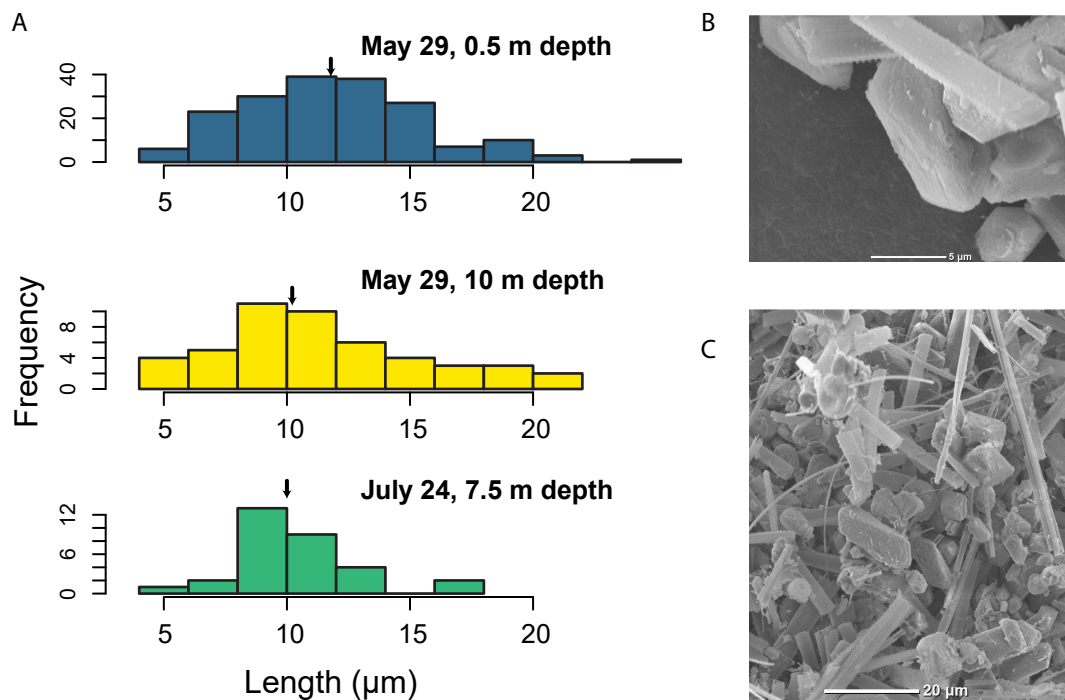 A
May 29, 0.5 m depth
0 20 40
5 10 15 20
May 29, 10 m depth
0 4 8
5 10 15 20
July 24, 7.5 m depth
0 6 12
5 10 15 20
Frequency
Length (µm)
B
5 µm
C
20 µm